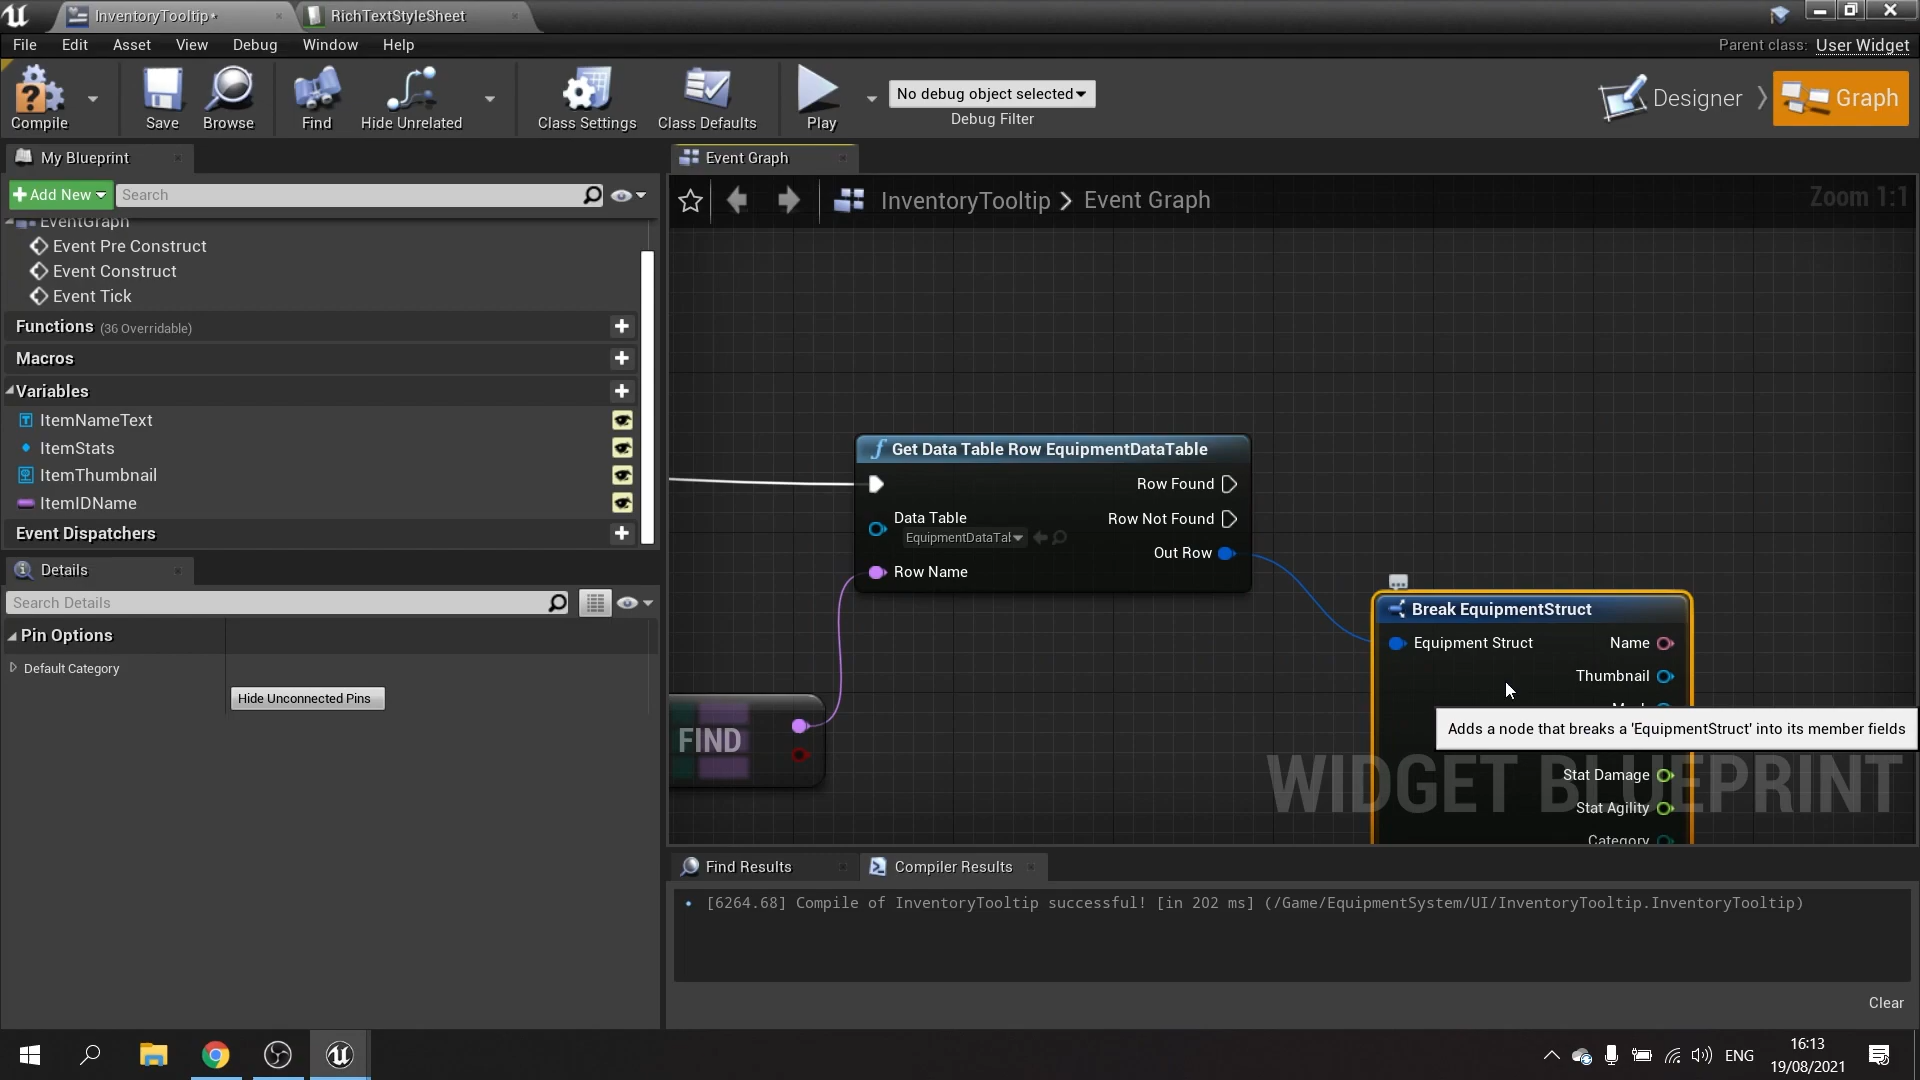 InventoryTooltip*
RichTextStyleSheet
File Edit Asset View Debug Window Help
Parent class: User Widget
Compile
Save
Browse
Find
Hide Unrelated
Class Settings
Class Defaults
Play
No debug object selected
Debug Filter
Designer
Graph
My Blueprint
Add New
Search
EventGraph
Event Pre Construct
Event Construct
Event Tick
Functions (36 Overridable)
Macros
Variables
ItemNameText
ItemStats
ItemThumbnail
ItemIDName
Event Dispatchers
Details
Search Details
Pin Options
Default Category
Hide Unconnected Pins
Event Graph
InventoryTooltip > Event Graph
Zoom 1:1
Get Data Table Row EquipmentDataTable
Row Found
Data Table
Row Not Found
EquipmentDataTal
Out Row
Row Name
FIND
Break EquipmentStruct
Equipment Struct
Name
Thumbnail
Adds a node that breaks a 'EquipmentStruct' into its member fields
Stat Damage
Stat Agility
Category
WIDGET BLUEPRINT
Find Results
Compiler Results
[6264.68] Compile of InventoryTooltip successful! [in 202 ms] (/Game/EquipmentSystem/UI/InventoryTooltip.InventoryTooltip)
Clear
ENG
16:13
19/08/2021